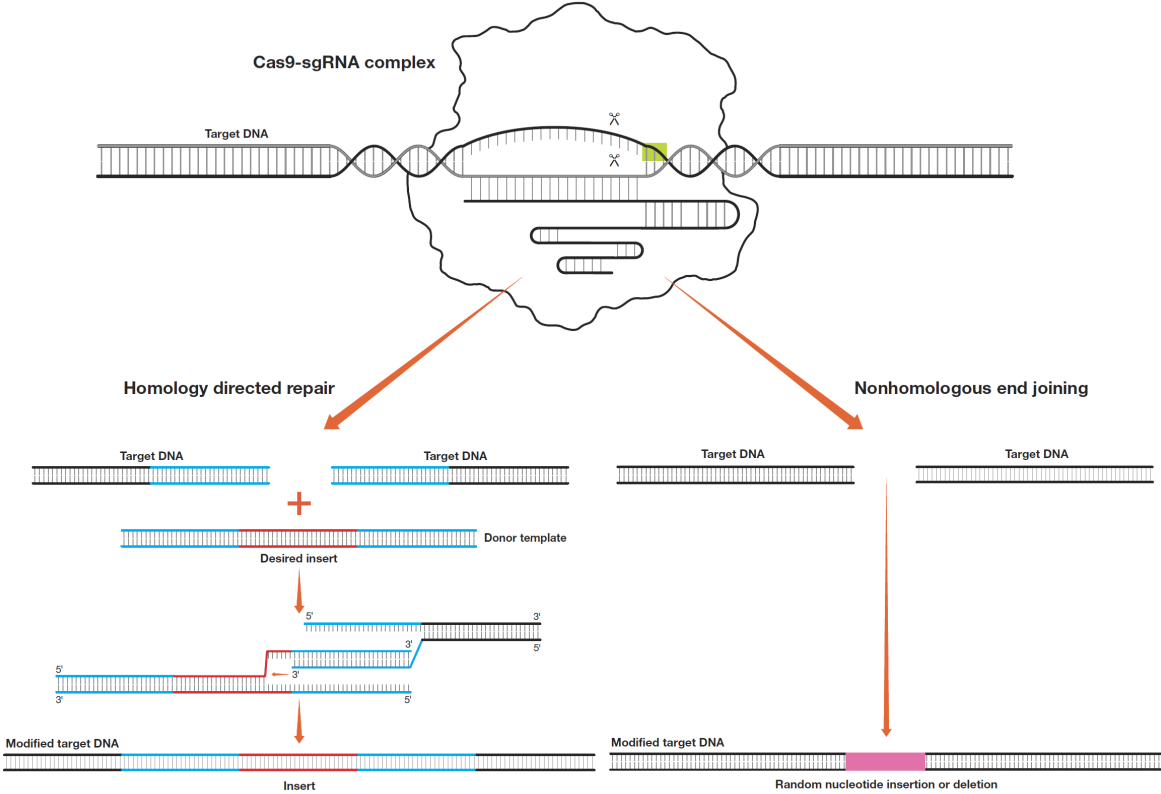 Cas9-sgRNA complex
Target DNA
Homology directed repair
Nonhomologous end joining
Target DNA
Target DNA
Target DNA
Target DNA
Donor template
Desired insert
5'
3'
3'
5'
5'
3'
3'
5'
Modified target DNA
Insert
Modified target DNA
Random nucleotide insertion or deletion